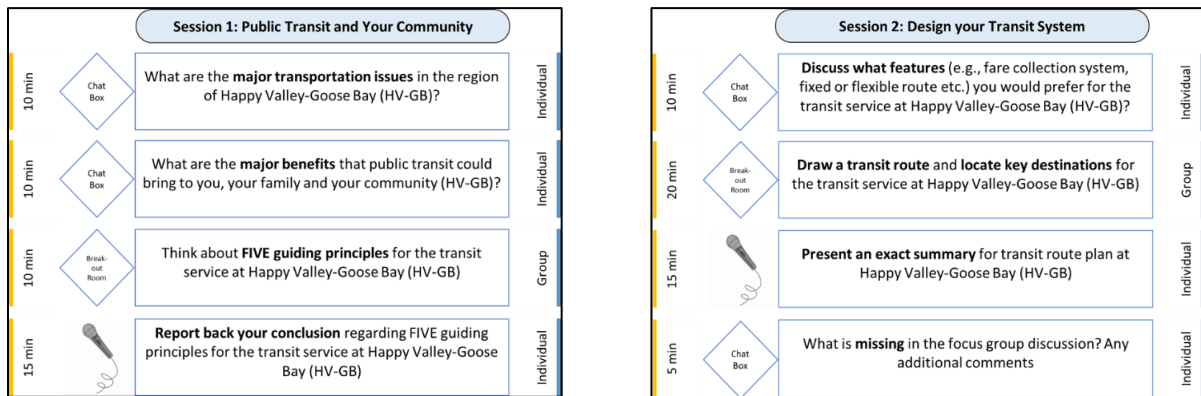 Session 1: Public Transit and Your Community
10 min
Chat
Box
What are the major transportation issues in the region
of Happy Valley-Goose Bay (HV-GB)?
Individual
10 min
Chat
Box
What are the major benefits that public transit could
bring to you, your family and your community (HV-GB)?
Individual
10 min
Break-
out
Room
Think about FIVE guiding principles for the transit
service at Happy Valley-Goose Bay (HV-GB)
Group
15 min
Report back your conclusion regarding FIVE guiding
principles for the transit service at Happy Valley-Goose
Bay (HV-GB)
Individual
Session 2: Design your Transit System
10 min
Chat
Box
Discuss what features (e.g., fare collection system,
fixed or flexible route etc.) you would prefer for the
transit service at Happy Valley-Goose Bay (HV-GB)?
Individual
20 min
Break-
out
Room
Draw a transit route and locate key destinations for
the transit service at Happy Valley-Goose Bay (HV-GB)
Group
15 min
Present an exact summary for transit route plan at
Happy Valley-Goose Bay (HV-GB)
Individual
5 min
Chat
Box
What is missing in the focus group discussion? Any
additional comments
Individual